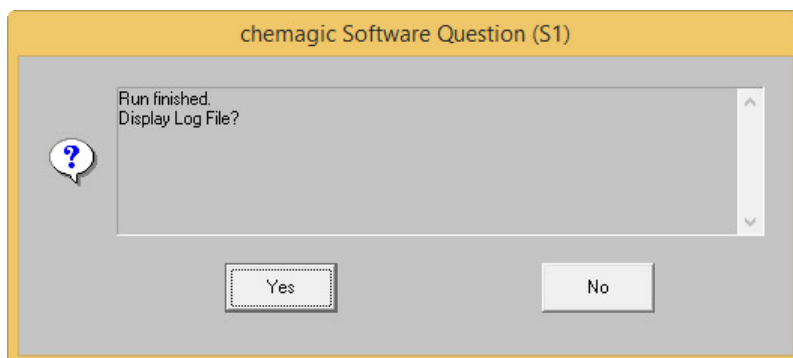 chemagic Software Question (S1)
Run finished.
Display Log File?
?
Yes
No